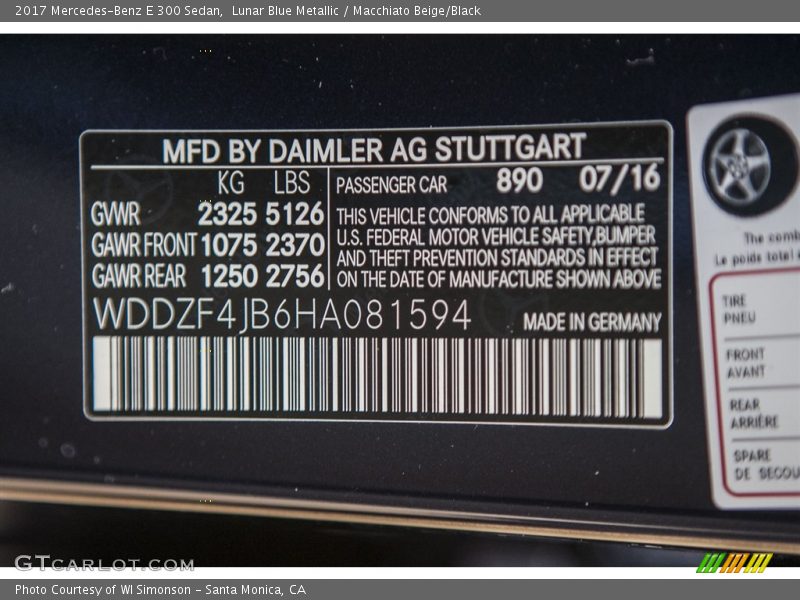 2017 Mercedes-Benz E 300 Sedan,  Lunar Blue Metallic / Macchiato Beige/Black
MFD BY DAIMLER AG STUTTGART
KG LBS
GWR 2325 5126
GAWR FRONT 1075 2370
GAWR REAR 1250 2756
PASSENGER CAR 890 07/16
THIS VEHICLE CONFORMS TO ALL APPLICABLE
U.S. FEDERAL MOTOR VEHICLE SAFETY,BUMPER
AND THEFT PREVENTION STANDARDS IN EFFECT
ON THE DATE OF MANUFACTURE SHOWN ABOVE
WDDZF4JB6HA081594
MADE IN GERMANY
The comb
Le poids total
TIRE
PNEU
FRONT
AVANT
REAR
ARRIÈRE
SPARE
DE SECOU
GTCARLOT.COM
Photo Courtesy of WI Simonson - Santa Monica, CA